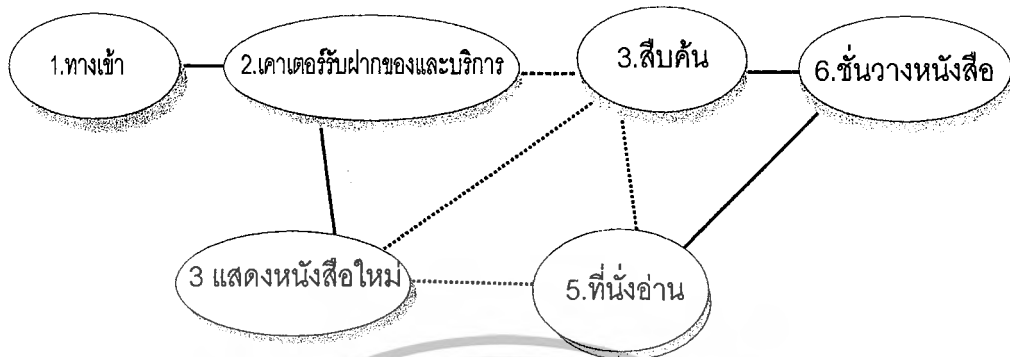 1.ทางเข้า
2.เคาเตอร์รับฝากของและบริการ
3.สืบค้น
6.ชั่นวางหนังสือ
3 แสดงหนังสือใหม่
5.ที่นั่งอ่าน